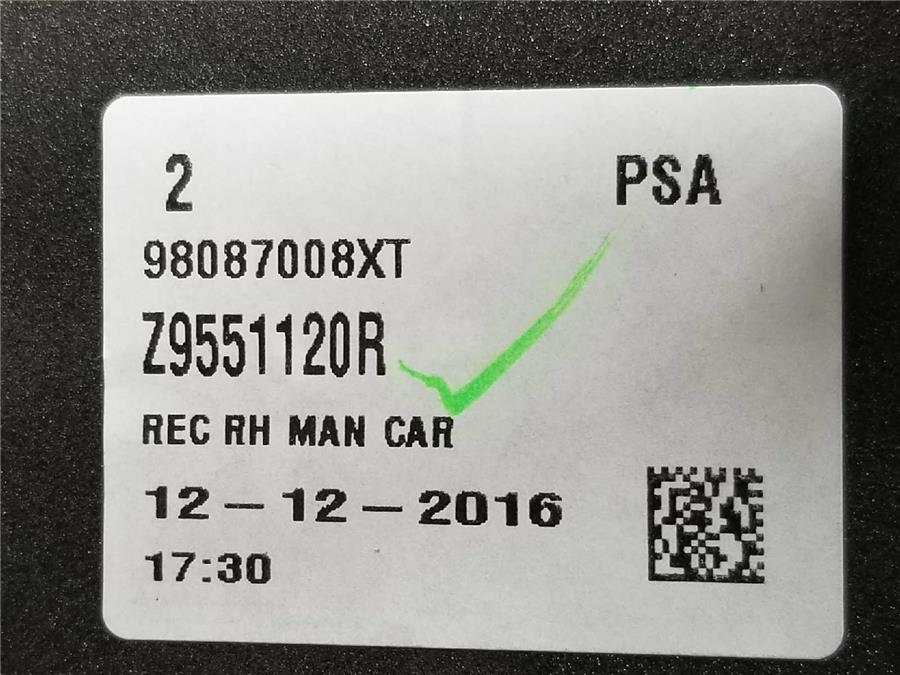 2 PSA
98087008XT
Z9551120R
REC RH MAN CAR
12-12-2016
17:30